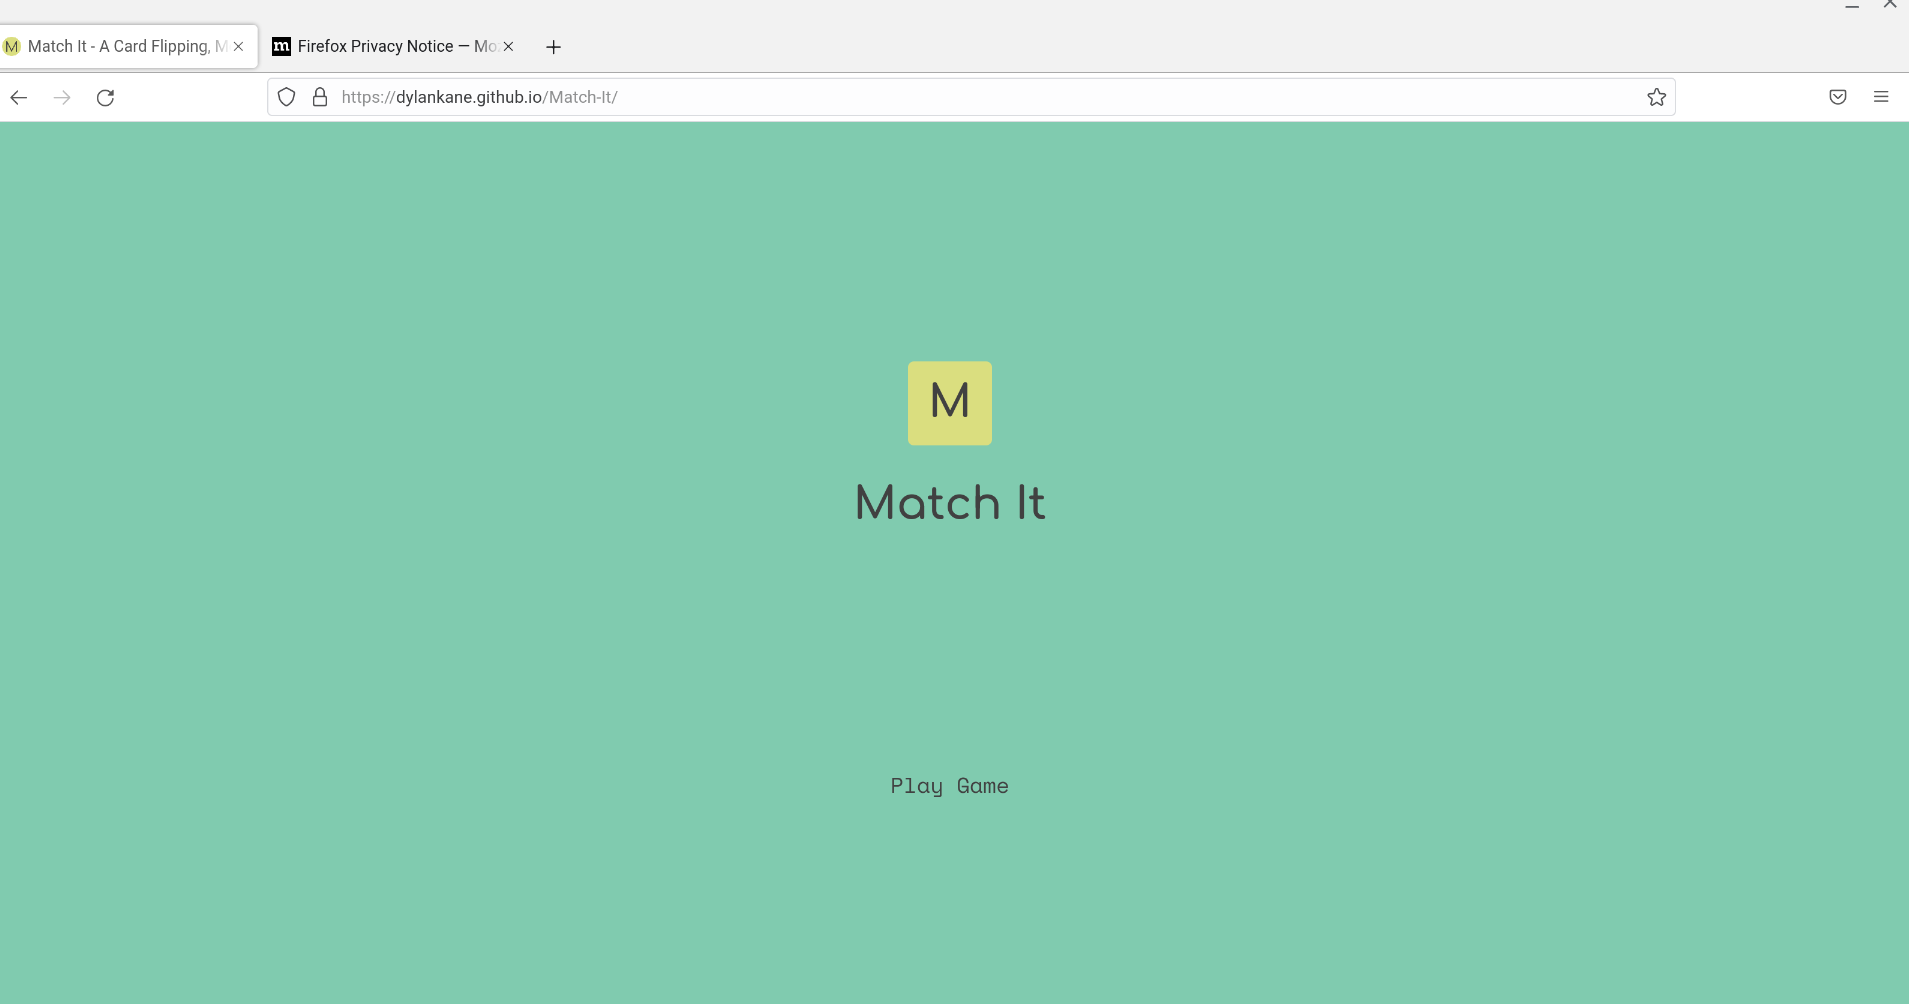 M Match It - A Card Flipping, M
m Firefox Privacy Notice — Mo
https://dylankane.github.io/Match-It/
M
Match It
Play Game